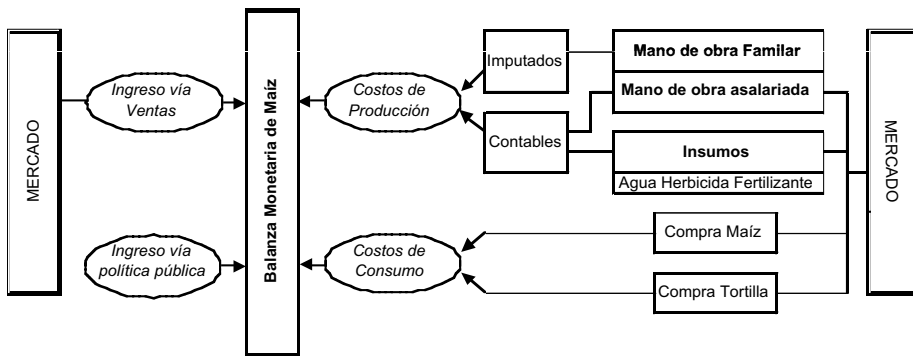 MERCADO
Ingreso vía
Ventas
Ingreso vía
política pública
Balanza Monetaria de Maíz
Costos de
Producción
Costos de
Consumo
Imputados
Contables
Mano de obra Familar
Mano de obra asalariada
Insumos
Agua Herbicida Fertilizante
Compra Maíz
Compra Tortilla
MERCADO